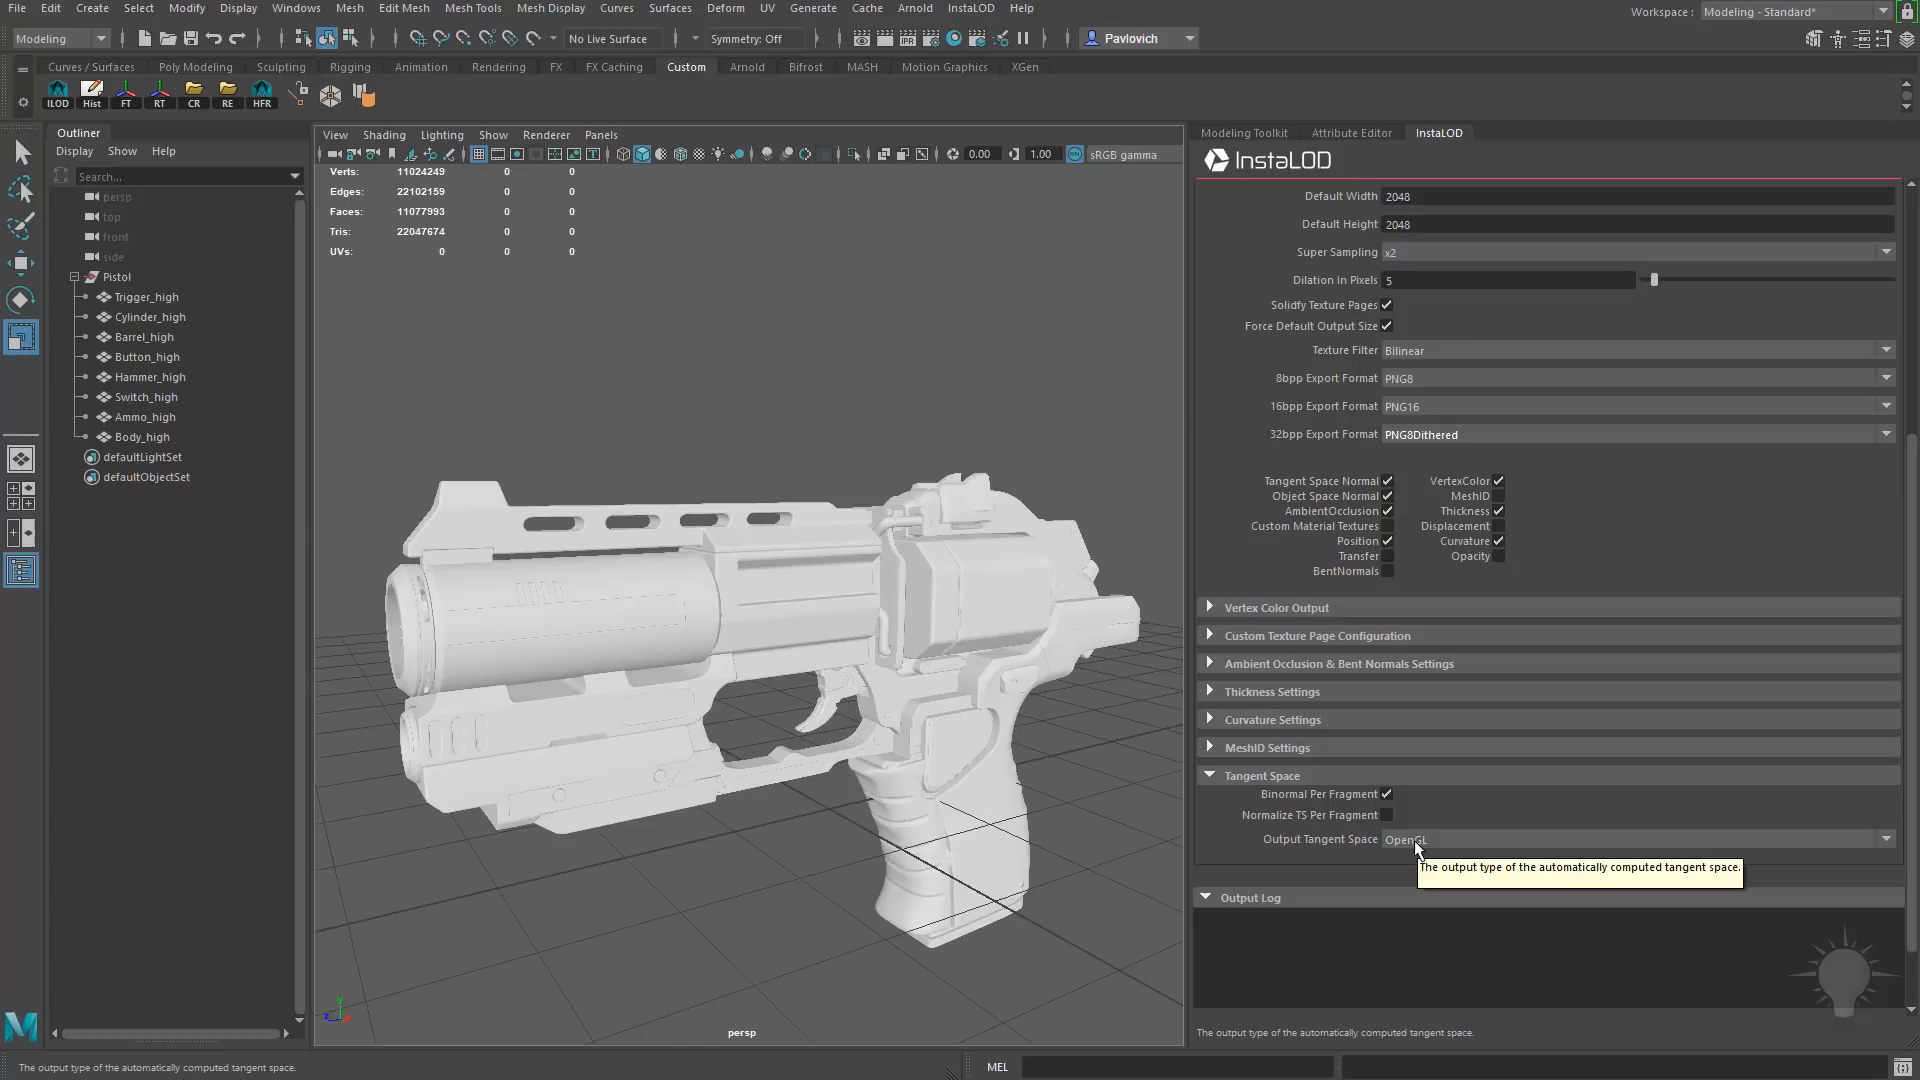 File Edit Create Select Modify Display Windows Mesh Edit Mesh Mesh Tools Mesh Display Curves Surfaces Deform UV Generate Cache Arnold InstaLOD Help
Workspace : Modeling - Standard*
Modeling
No Live Surface
Symmetry: Off
Pavlovich
Curves / Surfaces Poly Modeling Sculpting Rigging Animation Rendering FX FX Caching Custom Arnold Bifrost MASH Motion Graphics XGen
ILOD Hist FT RT CR RE HFR
Outliner
Display Show Help
Search...
persp
top
front
side
Pistol
Trigger_high
Cylinder_high
Barrel_high
Button_high
Hammer_high
Switch_high
Ammo_high
Body_high
defaultLightSet
defaultObjectSet
View Shading Lighting Show Renderer Panels
0.00 1.00 ON sRGB gamma
Verts: 11024249 0 0
Edges: 22102159 0 0
Faces: 11077993 0 0
Tris: 22047674 0 0
UVs: 0 0 0
y
z x
persp
Modeling Toolkit Attribute Editor InstaLOD
InstaLOD
Default Width 2048
Default Height 2048
Super Sampling x2
Dilation In Pixels 5
Solidfy Texture Pages
Force Default Output Size
Texture Filter Bilinear
8bpp Export Format PNG8
16bpp Export Format PNG16
32bpp Export Format PNG8Dithered
Tangent Space Normal VertexColor
Object Space Normal MeshID
AmbientOcclusion Thickness
Custom Material Textures Displacement
Position Curvature
Transfer Opacity
BentNormals
Vertex Color Output
Custom Texture Page Configuration
Ambient Occlusion & Bent Normals Settings
Thickness Settings
Curvature Settings
MeshID Settings
Tangent Space
Binormal Per Fragment
Normalize TS Per Fragment
Output Tangent Space OpenGL
The output type of the automatically computed tangent space.
Output Log
The output type of the automatically computed tangent space.
The output type of the automatically computed tangent space.
MEL